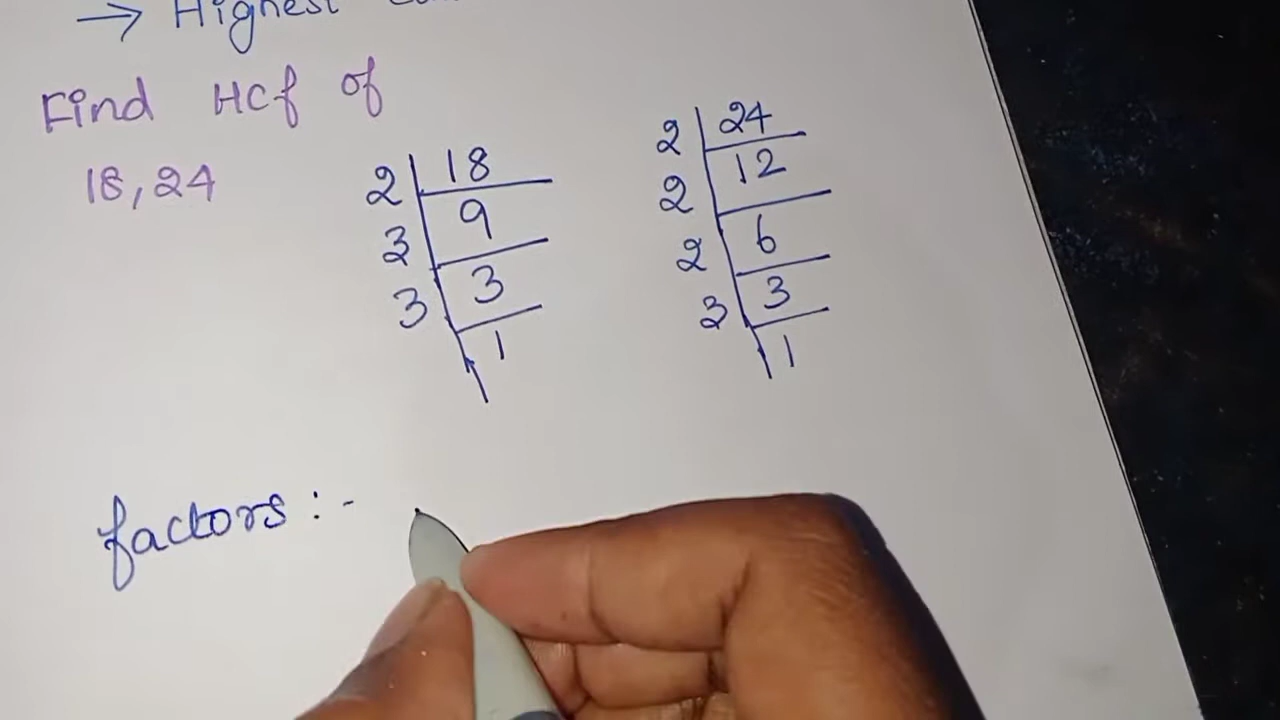 → Highest
Find HCf of
18, 24
2 | 18
3 | 9
3 | 3
1
2 | 24
2 | 12
2 | 6
3 | 3
1
factors : -